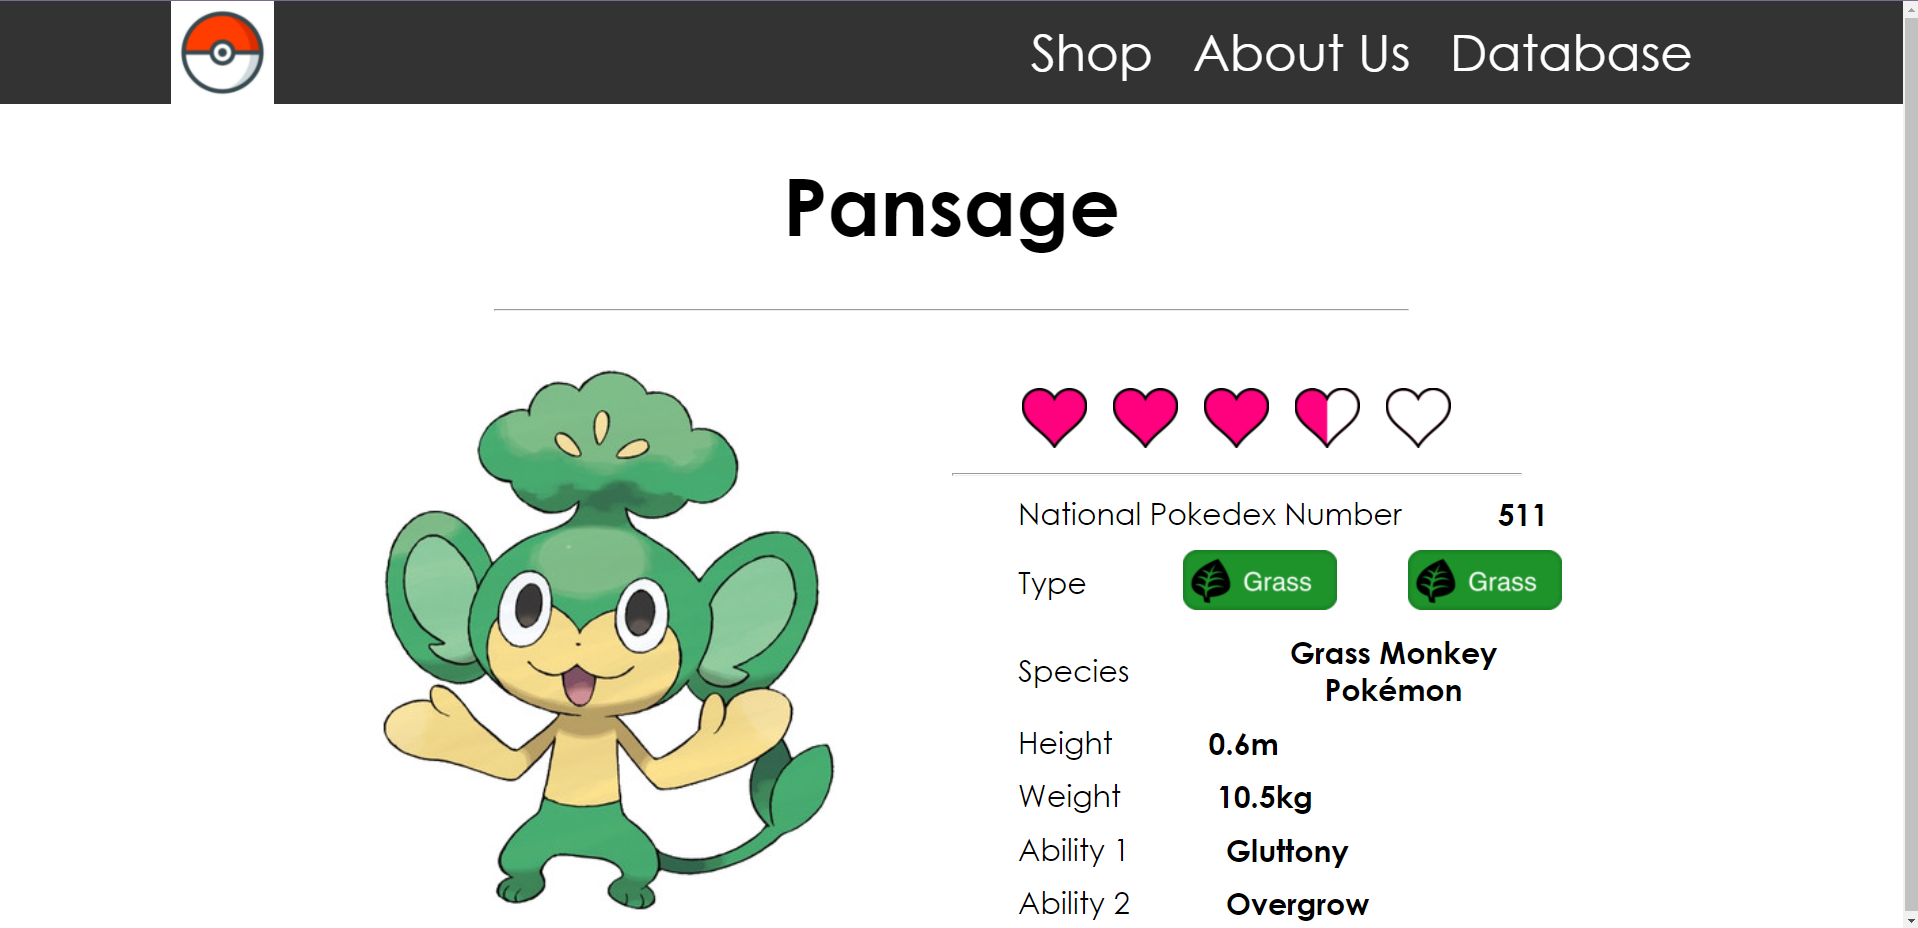 Shop About Us Database
Pansage
National Pokedex Number 511
Type Grass Grass
Species Grass Monkey
Pokémon
Height 0.6m
Weight 10.5kg
Ability 1 Gluttony
Ability 2 Overgrow